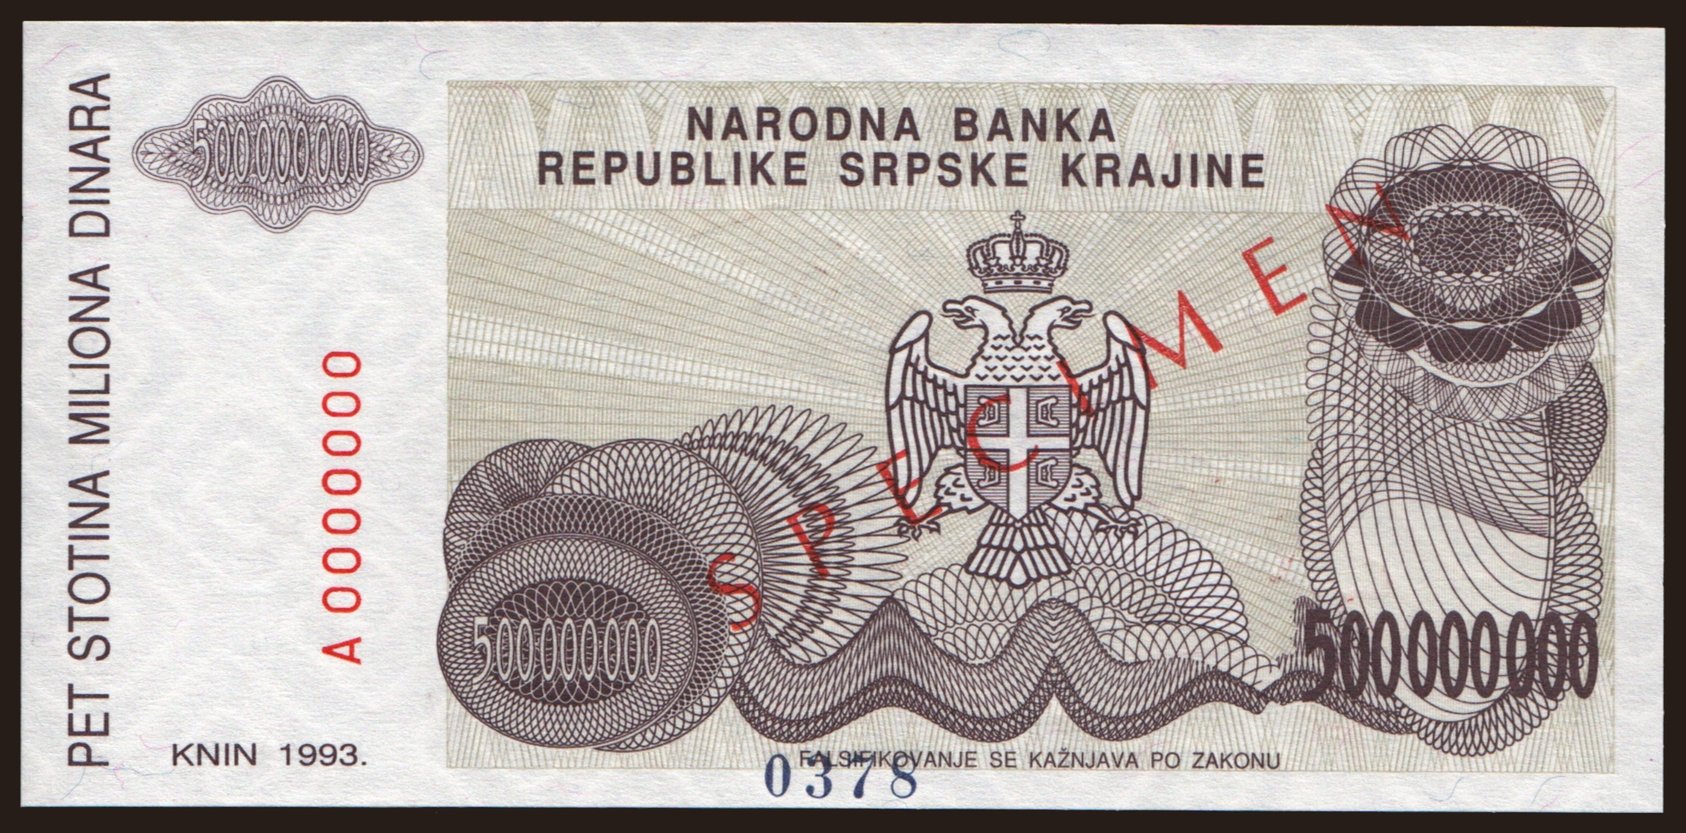 NARODNA BANKA
REPUBLIKE SRPSKE KRAJINE
500000000
PET STOTINA MILIONA DINARA
A0000000
SPECIMEN
500000000
500000000
KNIN 1993.
FALSIFIKOVANJE SE KAŽNJAVA PO ZAKONU
0378